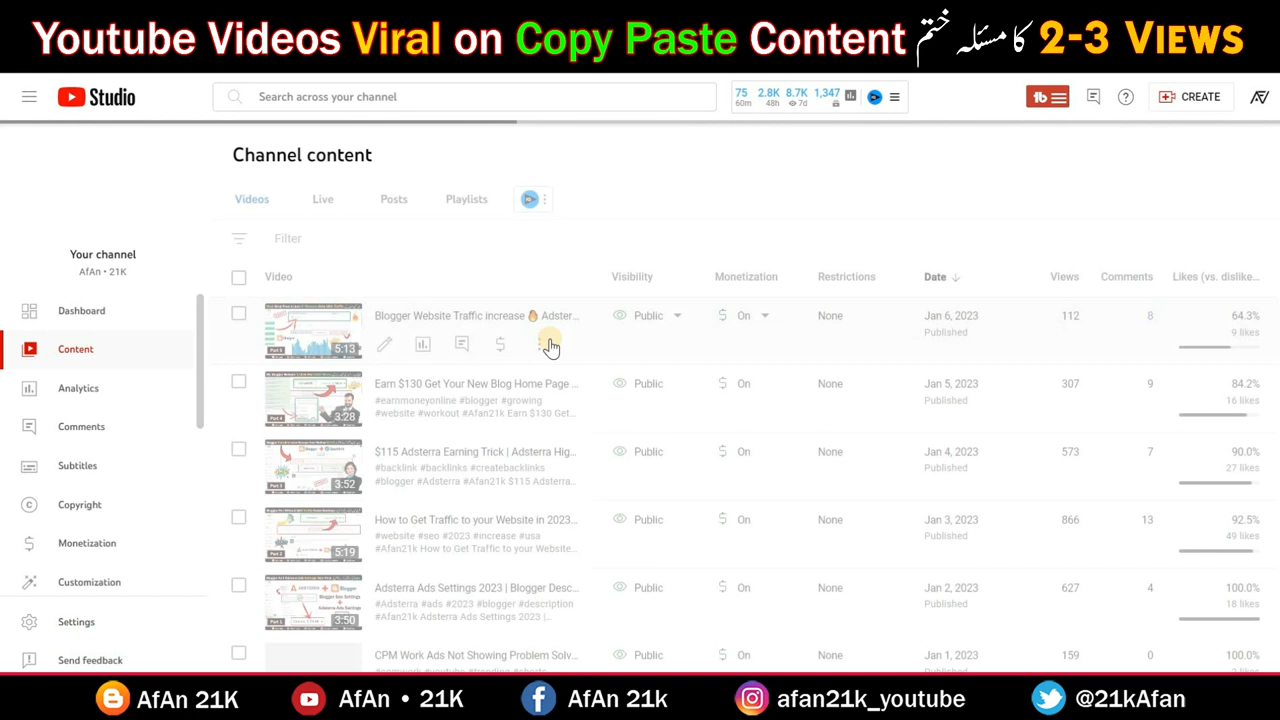 Youtube Videos Viral on Copy Paste Content کا مسئلہ ختم 2-3 VIEWS
Studio
Search across your channel
75 2.8K 8.7K 1,347
60m 48h 7d
tb
CREATE
Channel content
Videos Live Posts Playlists
Filter
Your channel
AfAn • 21K
Dashboard
Content
Analytics
Comments
Subtitles
Copyright
Monetization
Customization
Settings
Send feedback
Video Visibility Monetization Restrictions Date Views Comments Likes (vs. dislike...
Blogger Website Traffic increase 🔥 Adster... Public On None Jan 6, 2023 112 8 64.3%
Published 9 likes
5:13
Earn $130 Get Your New Blog Home Page ... Public On None Jan 5, 2023 307 9 84.2%
#earnmoneyonline #blogger #growing Published 16 likes
#website #workout #Afan21k Earn $130 Get...
3:28
$115 Adsterra Earning Trick | Adsterra Hig... Public On None Jan 4, 2023 573 7 90.0%
#backlink #backlinks #createbacklinks Published 27 likes
#blogger #Adsterra #Afan21k $115 Adsterra...
3:52
How to Get Traffic to your Website in 2023... Public On None Jan 3, 2023 866 13 92.5%
#website #seo #2023 #increase #usa Published 49 likes
#Afan21k How to Get Traffic to your Website...
5:19
Adsterra Ads Settings 2023 | Blogger Desc... Public On None Jan 2, 2023 627 4 100.0%
#Adsterra #ads #2023 #blogger #description Published 18 likes
#Afan21K Adsterra Ads Settings 2023 |...
3:50
CPM Work Ads Not Showing Problem Solv... Public On None Jan 1, 2023 159 0 100.0%
AfAn 21K AfAn • 21K AfAn 21k afan21k_youtube @21kAfan